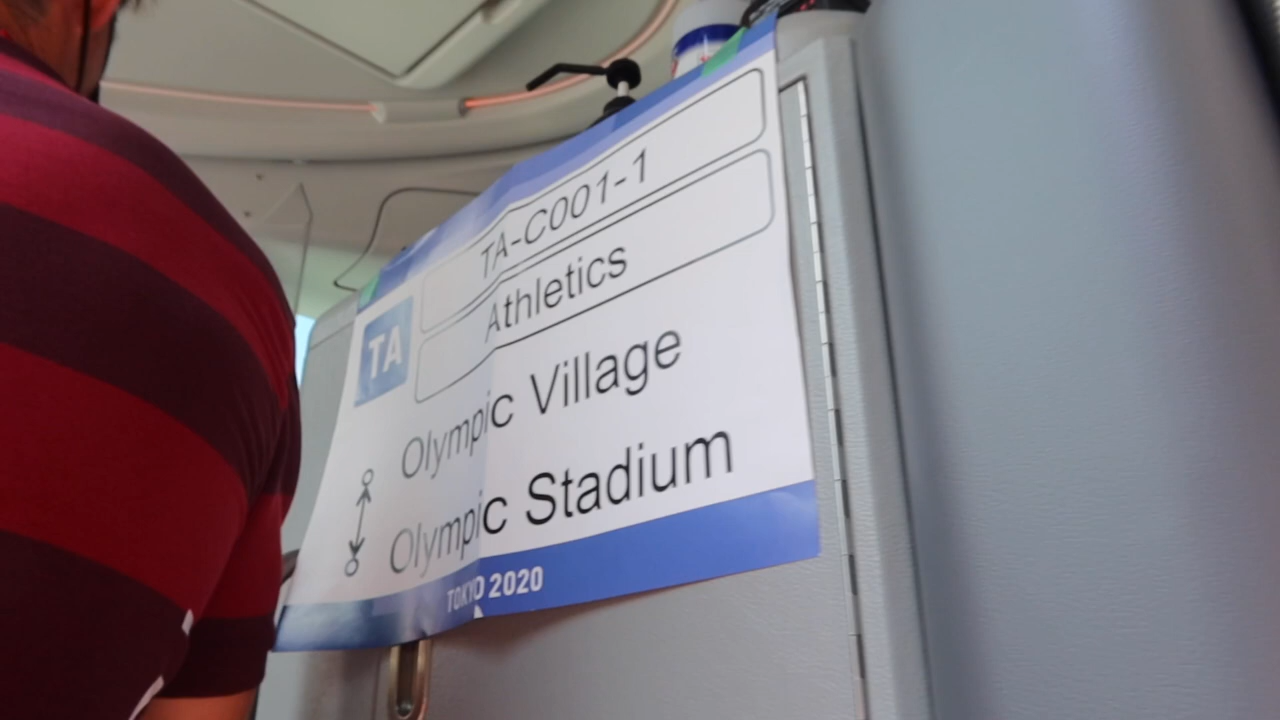 TA-C001-1
TA
Athletics
Olympic Village
Olympic Stadium
TOKYO 2020